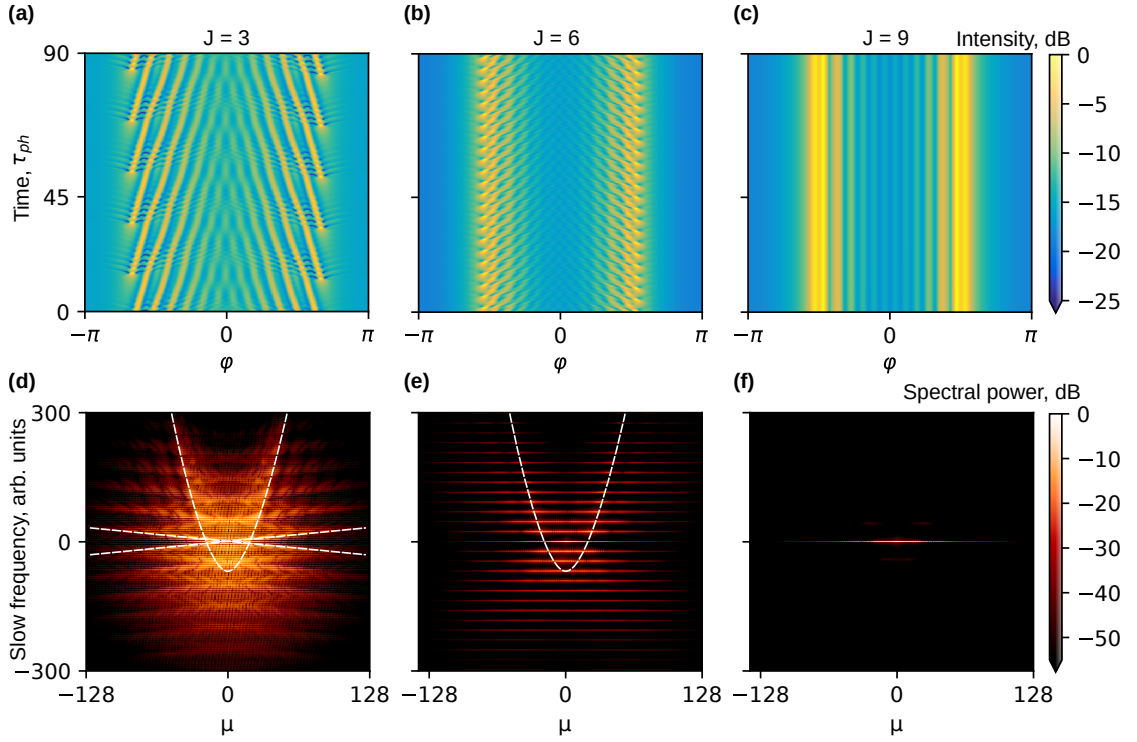 (a) (b) (c)
J = 3 J = 6 J = 9 Intensity, dB
90 0
−5
−10
45
−15
−20
0 −25
Time, τph
−π 0 π −π 0 π −π 0 π
φ φ φ
(d) (e) (f)
Spectral power, dB
300 0
−10
−20
0
−30
−40
−50
−300
Slow frequency, arb. units
−128 0 128 −128 0 128 −128 0 128
μ μ μ